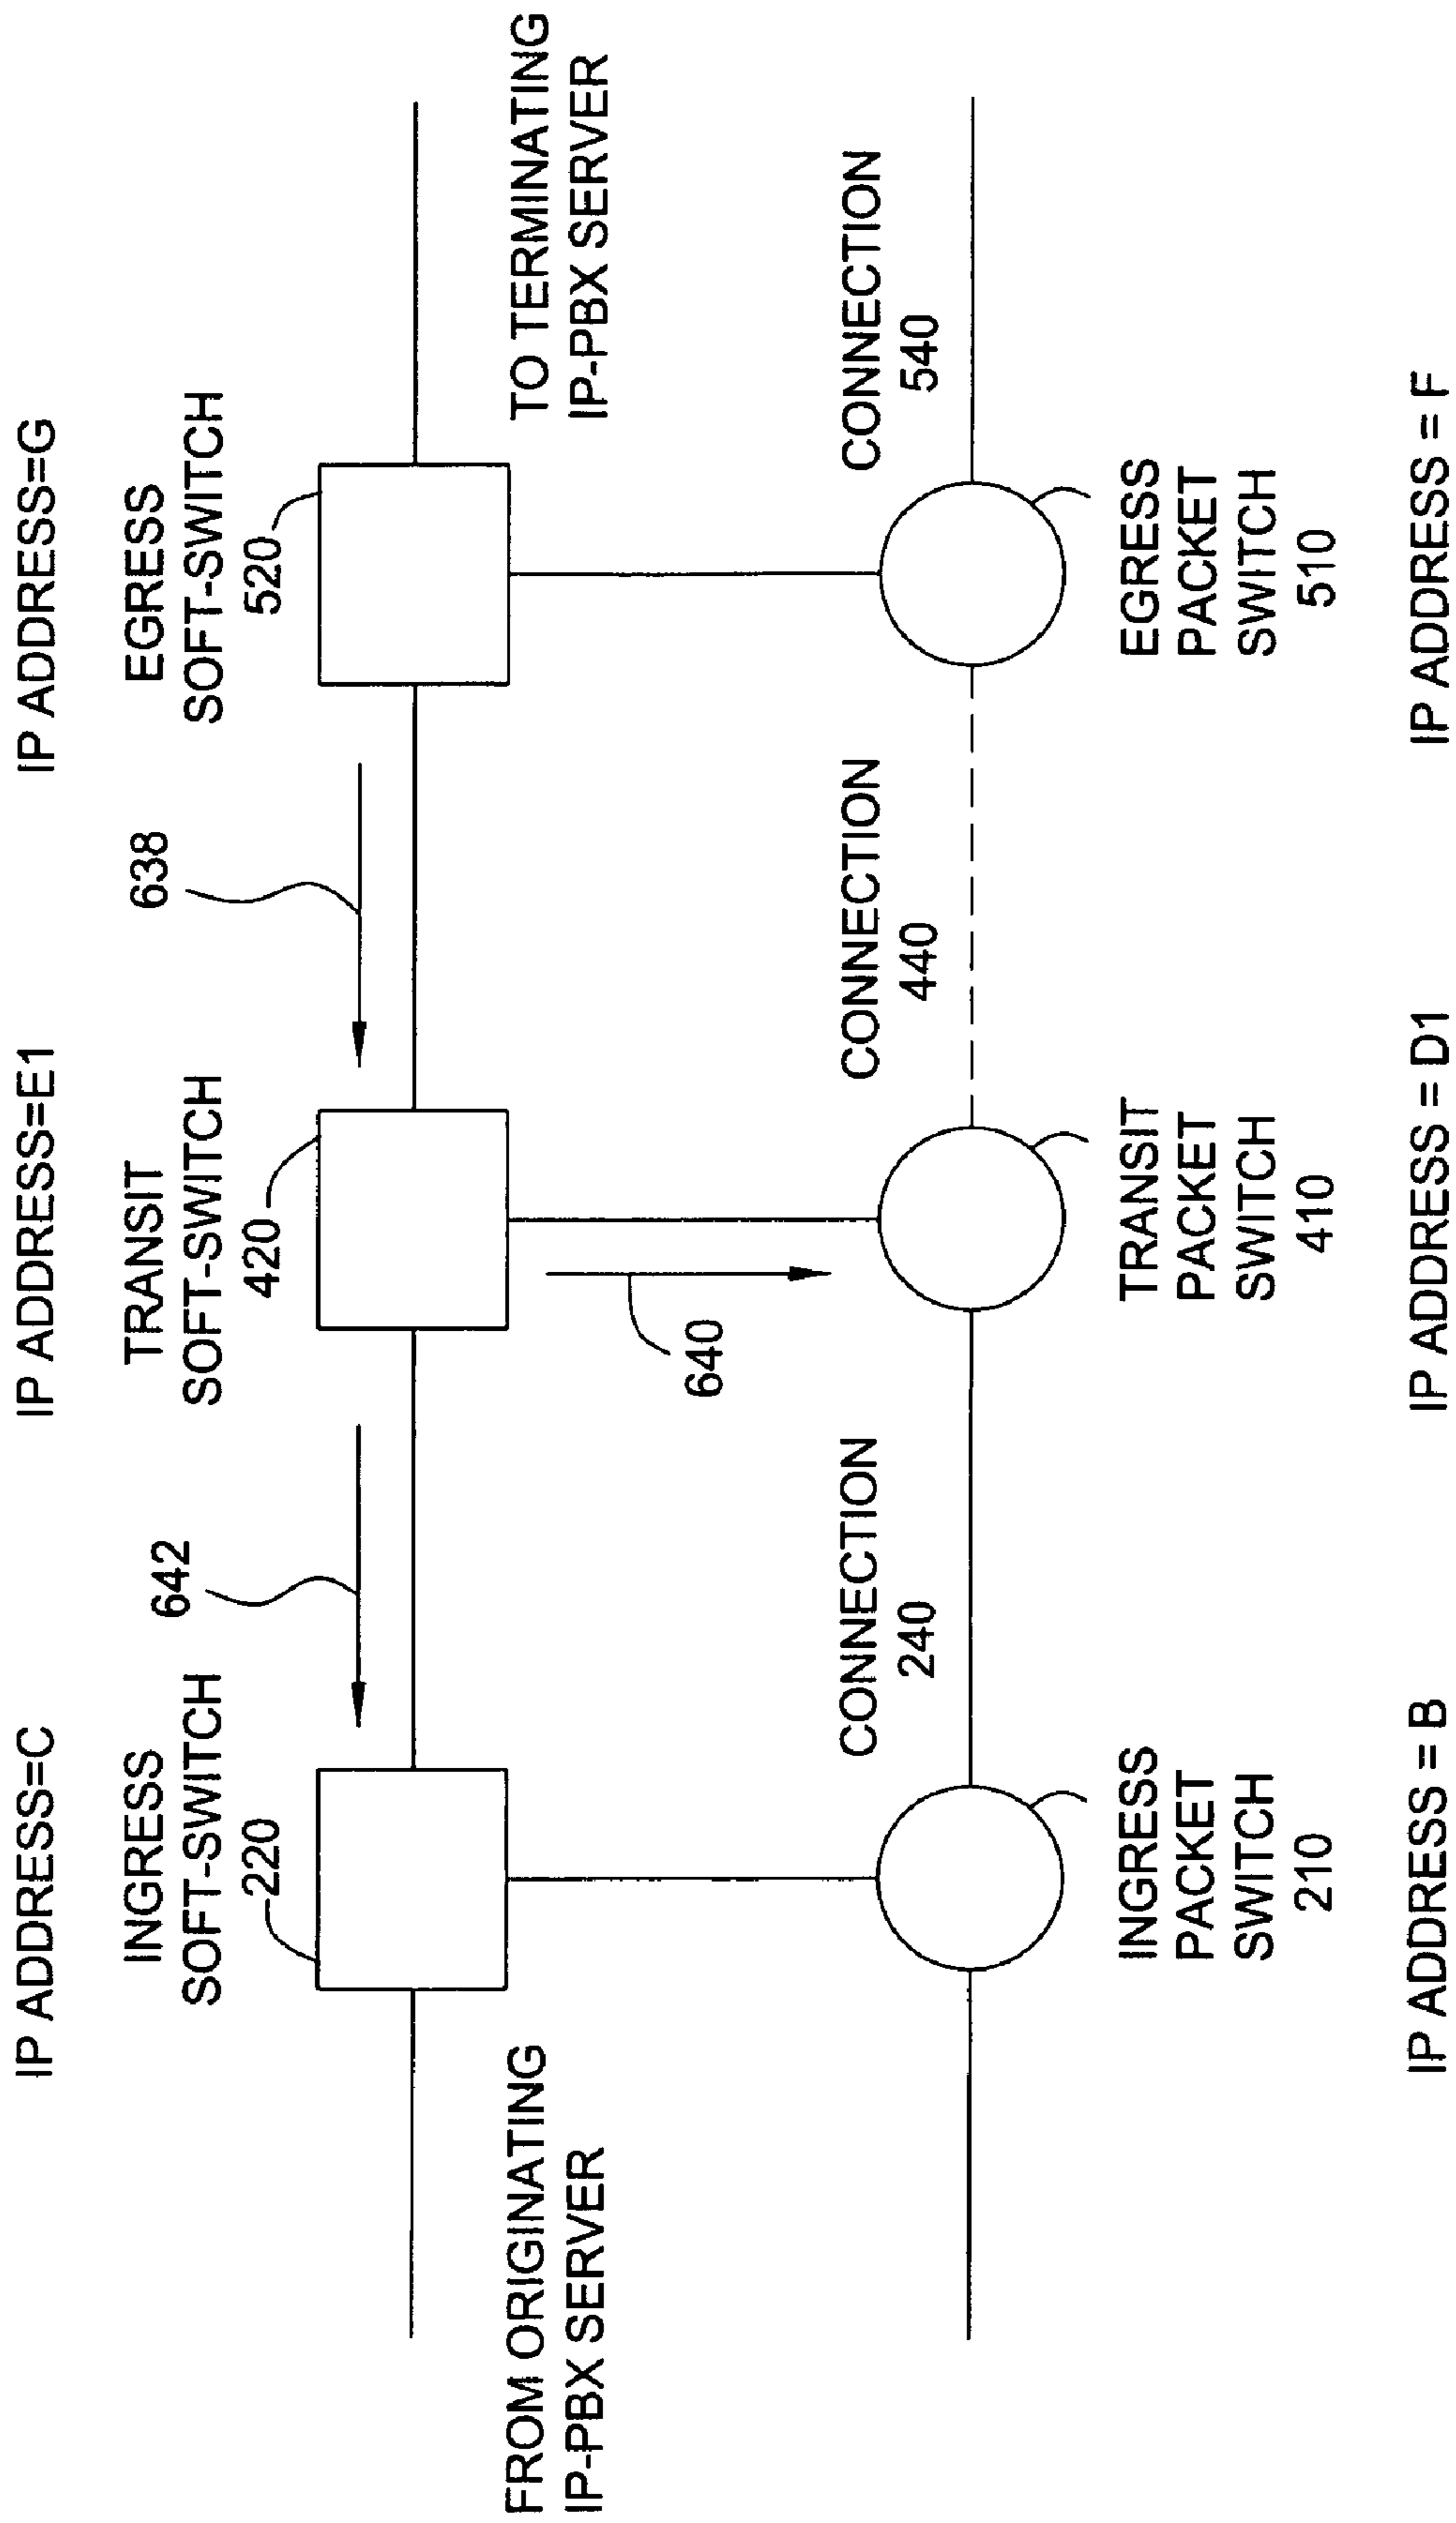 IP ADDRESS=C
IP ADDRESS=E1
IP ADDRESS=G
INGRESS
SOFT-SWITCH
220
TRANSIT
SOFT-SWITCH
420
EGRESS
SOFT-SWITCH
520
642
638
FROM ORIGINATING
IP-PBX SERVER
TO TERMINATING
IP-PBX SERVER
640
CONNECTION
240
CONNECTION
440
CONNECTION
540
INGRESS
PACKET
SWITCH
210
TRANSIT
PACKET
SWITCH
410
EGRESS
PACKET
SWITCH
510
IP ADDRESS = B
IP ADDRESS = D1
IP ADDRESS = F